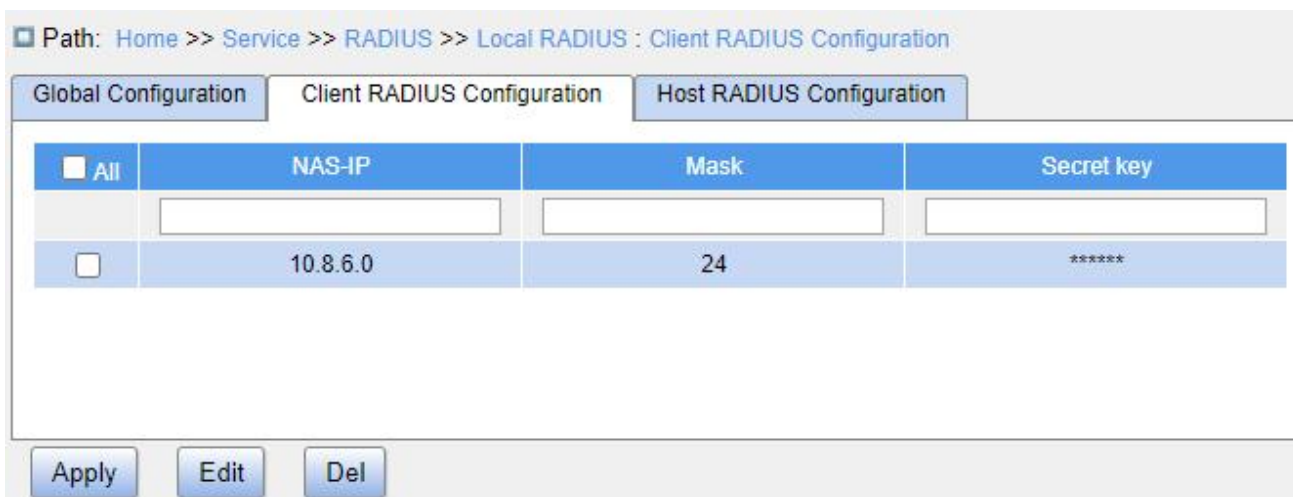 Path: Home >> Service >> RADIUS >> Local RADIUS : Client RADIUS Configuration
Global Configuration Client RADIUS Configuration Host RADIUS Configuration
All NAS-IP Mask Secret key
10.8.6.0 24 ******
Apply Edit Del